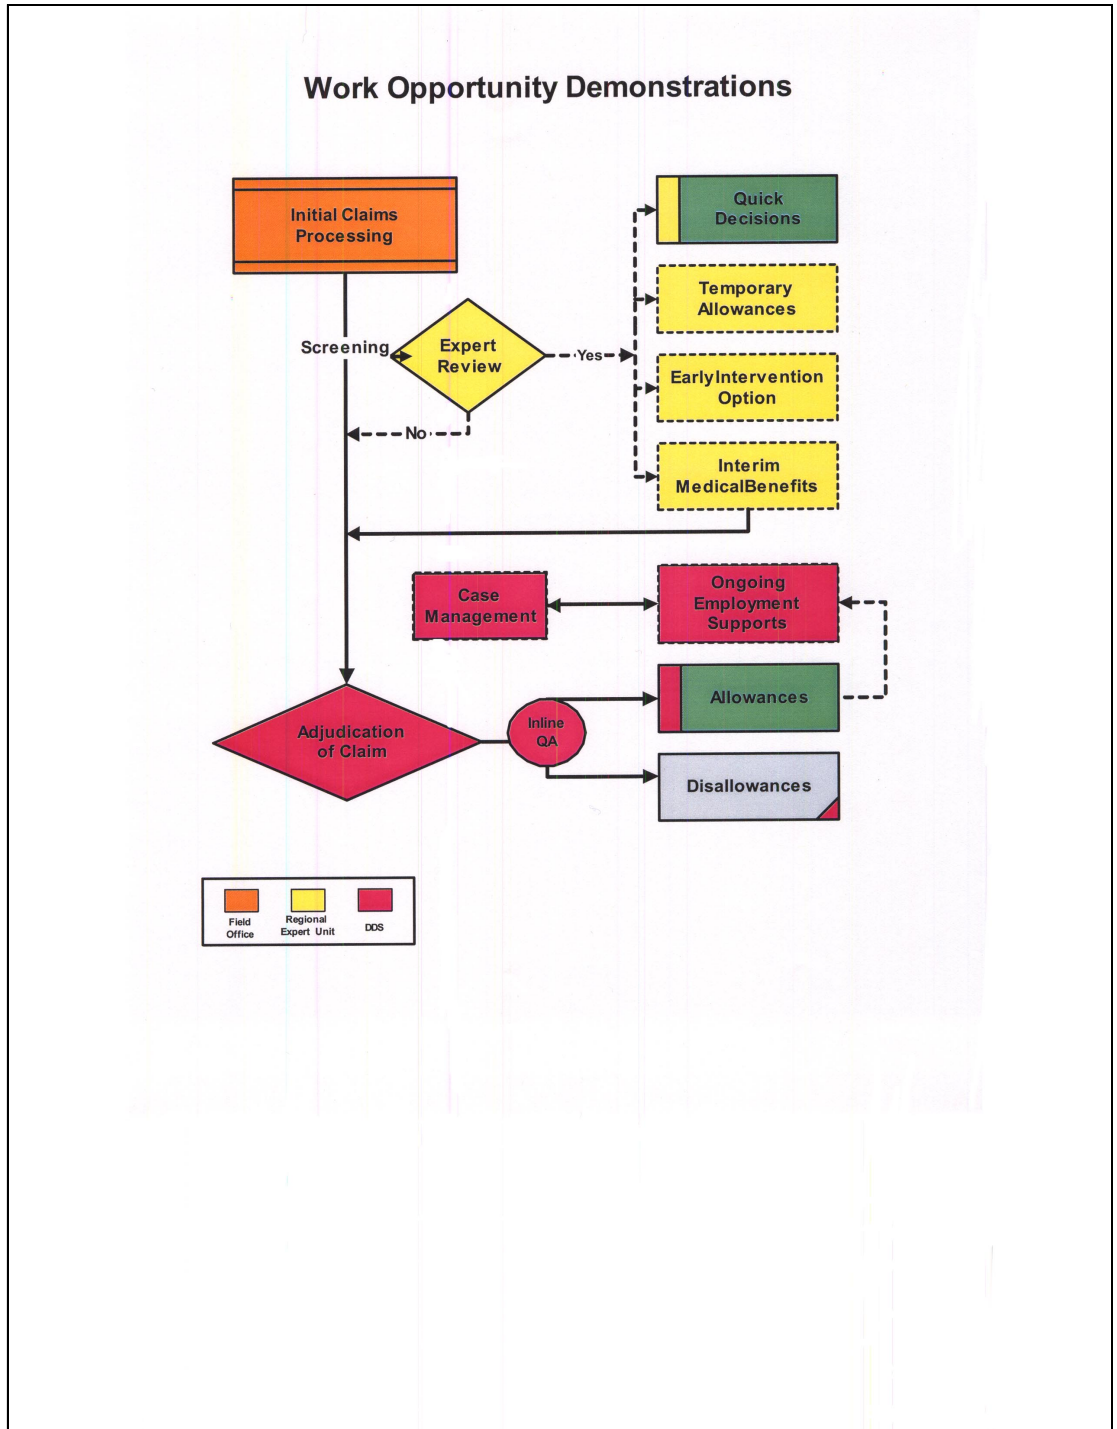 Work Opportunity Demonstrations
Initial Claims
Processing
Quick
Decisions
Temporary
Allowances
Screening
Expert
Review
Yes
EarlyIntervention
Option
No
Interim
MedicalBenefits
Case
Management
Ongoing
Employment
Supports
Adjudication
of Claim
Inline
QA
Allowances
Disallowances
Field
Office
Regional
Expert Unit
DDS